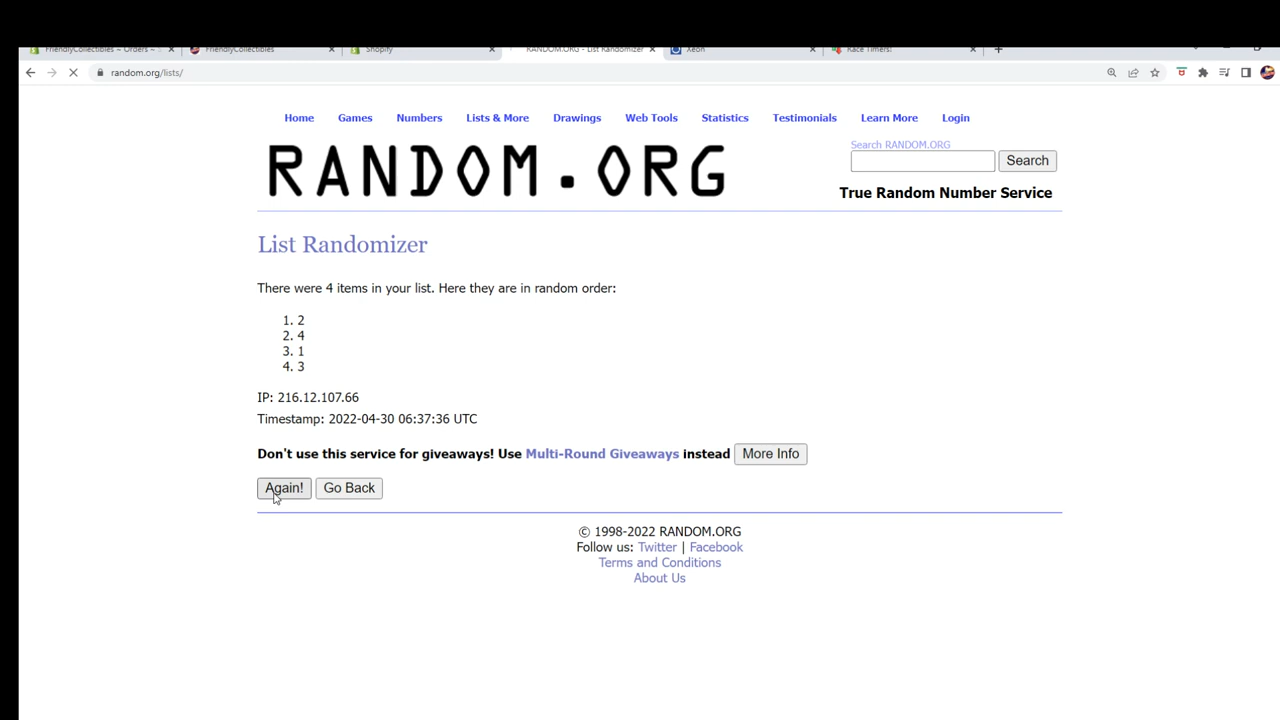 FriendlyCollectibles ~ Orders ~ S
FriendlyCollectibles
Shopify
RANDOM.ORG - List Randomizer
Xeon
Race Timers!
random.org/lists/
Home Games Numbers Lists & More Drawings Web Tools Statistics Testimonials Learn More Login
RANDOM.ORG
Search RANDOM.ORG
Search
True Random Number Service
List Randomizer
There were 4 items in your list. Here they are in random order:
1. 2
2. 4
3. 1
4. 3
IP: 216.12.107.66
Timestamp: 2022-04-30 06:37:36 UTC
Don't use this service for giveaways! Use Multi-Round Giveaways instead More Info
Again! Go Back
© 1998-2022 RANDOM.ORG
Follow us: Twitter | Facebook
Terms and Conditions
About Us